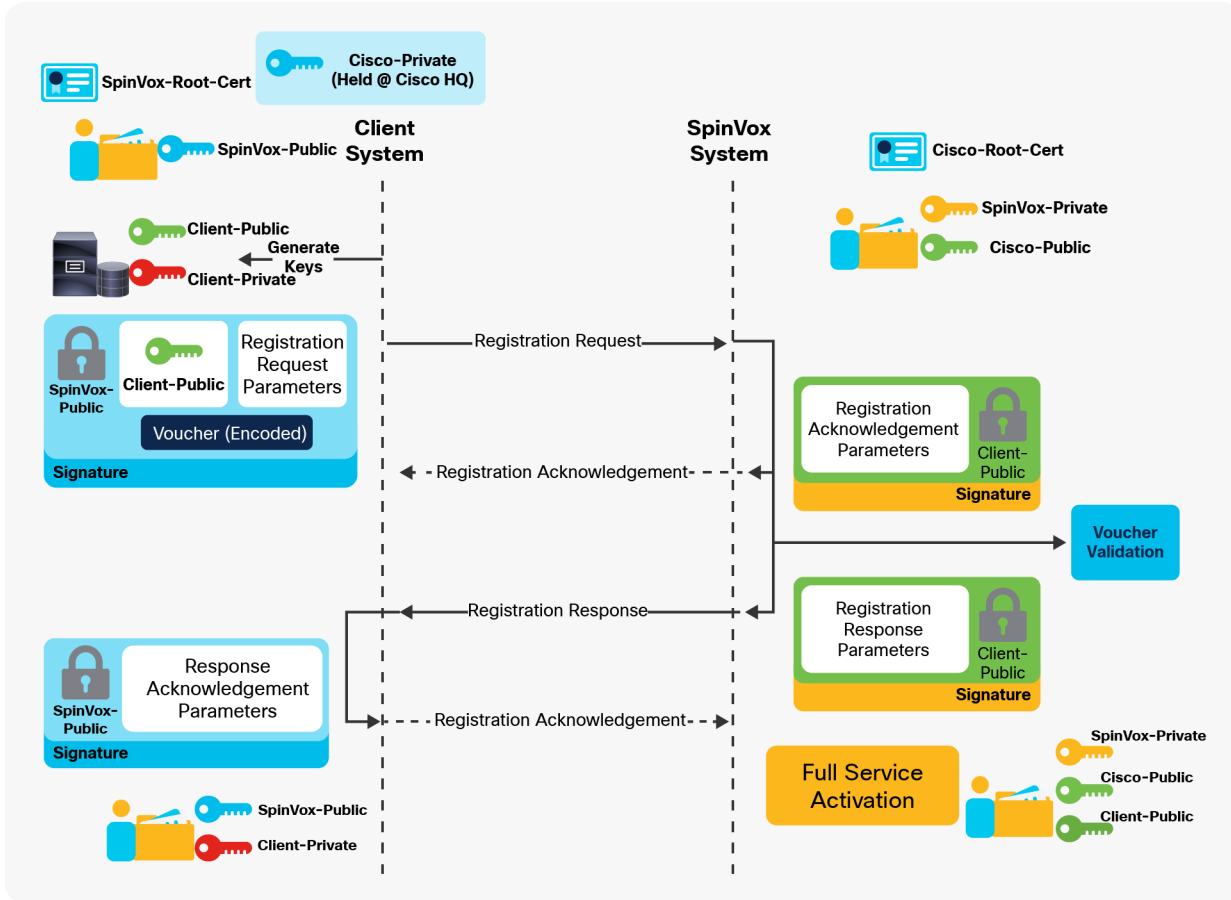 SpinVox-Root-Cert
Cisco-Private
(Held @ Cisco HQ)
SpinVox-Public
Client
System
SpinVox
System
Cisco-Root-Cert
SpinVox-Private
Cisco-Public
Client-Public
Generate
Keys
Client-Private
SpinVox-
Public
Client-Public
Registration
Request
Parameters
Voucher (Encoded)
Signature
Registration Request
Registration
Acknowledgement
Parameters
Client-
Public
Signature
Registration Acknowledgement
Voucher
Validation
Registration Response
Registration
Response
Parameters
Client-
Public
Signature
SpinVox-
Public
Response
Acknowledgement
Parameters
Signature
Registration Acknowledgement
Full Service
Activation
SpinVox-Private
Cisco-Public
Client-Public
SpinVox-Public
Client-Private